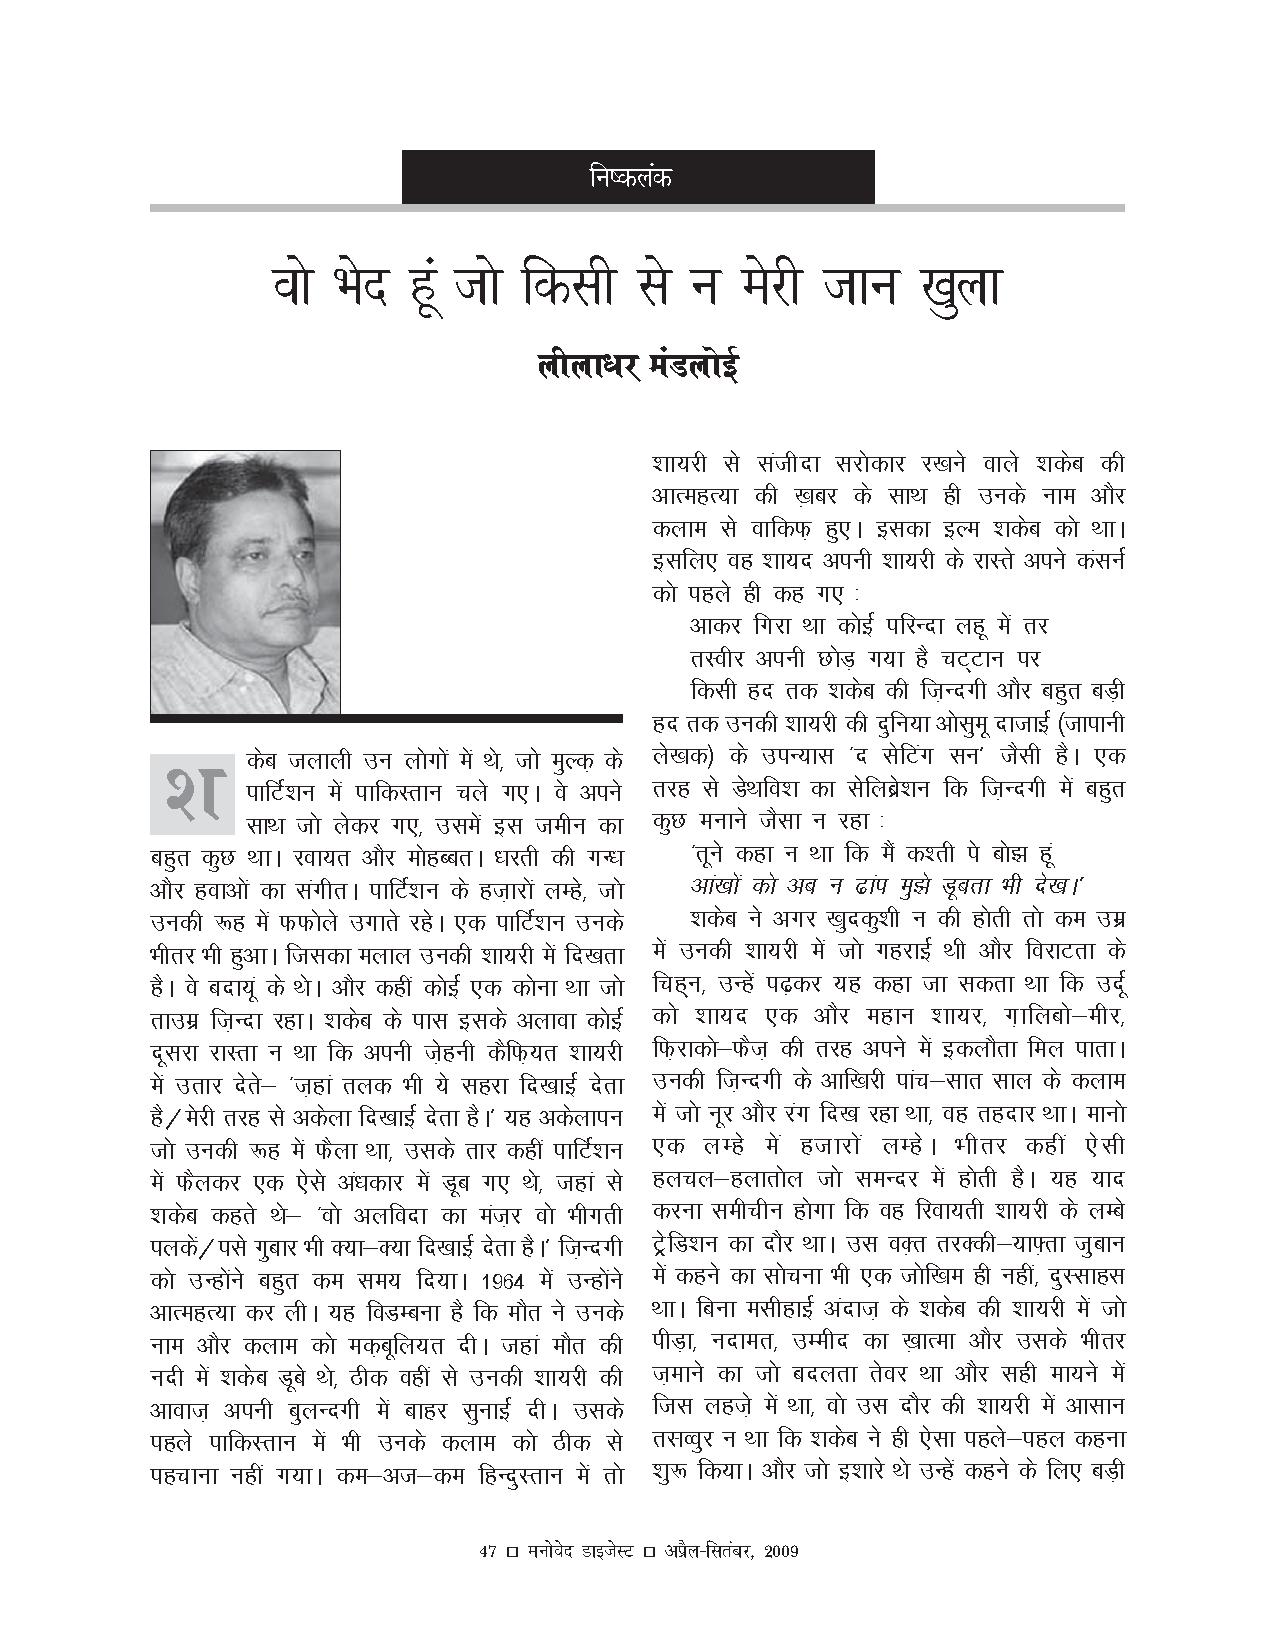 निष्कलंक
वो भेद हूं जो किसी से न मेरी जान खुला
लीलाधर मंडलोई
शकेब जलाली उन लोगों में थे, जो मुल्क़ के
पार्टिशन में पाकिस्तान चले गए। वे अपने
साथ जो लेकर गए, उसमें इस जमीन का
बहुत कुछ था। रवायत और मोहब्बत। धरती की गन्ध
और हवाओं का संगीत। पार्टिशन के हज़ारों लम्हे, जो
उनकी रूह में फफोले उगाते रहे। एक पार्टिशन उनके
भीतर भी हुआ। जिसका मलाल उनकी शायरी में दिखता
है। वे बदायूं के थे। और कहीं कोई एक कोना था जो
ताउम्र ज़िन्दा रहा। शकेब के पास इसके अलावा कोई
दूसरा रास्ता न था कि अपनी ज़ेहनी कैफ़ियत शायरी
में उतार देते– 'ज़हां तलक भी ये सहरा दिखाई देता
है/मेरी तरह से अकेला दिखाई देता है।' यह अकेलापन
जो उनकी रूह में फैला था, उसके तार कहीं पार्टिशन
में फैलकर एक ऐसे अंधकार में डूब गए थे, जहां से
शकेब कहते थे– 'वो अलविदा का मंज़र वो भीगती
पलकें/पसे गुबार भी क्या–क्या दिखाई देता है।' ज़िन्दगी
को उन्होंने बहुत कम समय दिया। 1964 में उन्होंने
आत्महत्या कर ली। यह विडम्बना है कि मौत ने उनके
नाम और कलाम को मक़बूलियत दी। जहां मौत की
नदी में शकेब डूबे थे, ठीक वहीं से उनकी शायरी की
आवाज़ अपनी बुलन्दगी में बाहर सुनाई दी। उसके
पहले पाकिस्तान में भी उनके कलाम को ठीक से
पहचाना नहीं गया। कम–अज–कम हिन्दुस्तान में तो
शायरी से संजीदा सरोकार रखने वाले शकेब की
आत्महत्या की ख़बर के साथ ही उनके नाम और
कलाम से वाकिफ़ हुए। इसका इल्म शकेब को था।
इसलिए वह शायद अपनी शायरी के रास्ते अपने कंसर्न
को पहले ही कह गए :
आकर गिरा था कोई परिन्दा लहू में तर
तस्वीर अपनी छोड़ गया है चट्टान पर
किसी हद तक शकेब की ज़िन्दगी और बहुत बड़ी
हद तक उनकी शायरी की दुनिया ओसुमू दाजाई (जापानी
लेखक) के उपन्यास 'द सेटिंग सन' जैसी है। एक
तरह से डेथविश का सेलिब्रेशन कि ज़िन्दगी में बहुत
कुछ मनाने जैसा न रहा :
'तूने कहा न था कि मैं कश्ती पे बोझ हूं
आंखों को अब न ढांप मुझे डूबता भी देख।'
शकेब ने अगर खुदकुशी न की होती तो कम उम्र
में उनकी शायरी में जो गहराई थी और विराटता के
चिह्न, उन्हें पढ़कर यह कहा जा सकता था कि उर्दू
को शायद एक और महान शायर, ग़ालिबो–मीर,
फ़िराको–फैज़ की तरह अपने में इकलौता मिल पाता।
उनकी ज़िन्दगी के आखिरी पांच–सात साल के कलाम
में जो नूर और रंग दिख रहा था, वह तहदार था। मानो
एक लम्हे में हजारों लम्हे। भीतर कहीं ऐसी
हलचल–हलातोल जो समन्दर में होती है। यह याद
करना समीचीन होगा कि वह रिवायती शायरी के लम्बे
ट्रेडिशन का दौर था। उस वक़्त तरक्की–याफ़्ता जुबान
में कहने का सोचना भी एक जोखिम ही नहीं, दुस्साहस
था। बिना मसीहाई अंदाज़ के शकेब की शायरी में जो
पीड़ा, नदामत, उम्मीद का ख़ात्मा और उसके भीतर
ज़माने का जो बदलता तेवर था और सही मायने में
जिस लहज़े में था, वो उस दौर की शायरी में आसान
तसव्वुर न था कि शकेब ने ही ऐसा पहले–पहल कहना
शुरू किया। और जो इशारे थे उन्हें कहने के लिए बड़ी
47 □ मनोवेद डाइजेस्ट □ अप्रैल-सितंबर, 2009